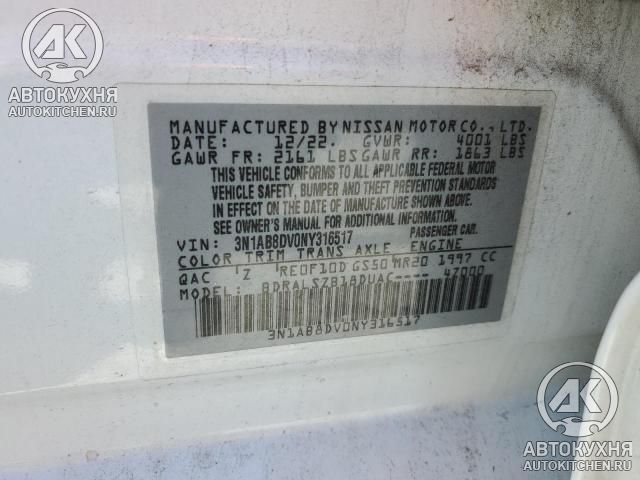 АК
АВТОКУХНЯ
AUTOKITCHEN.RU
MANUFACTURED BY NISSAN MOTOR CO., LTD.
DATE: 12/22. GVWR: 4001 LBS
GAWR FR: 2161 LBS GAWR RR: 1863 LBS
THIS VEHICLE CONFORMS TO ALL APPLICABLE FEDERAL MOTOR
VEHICLE SAFETY, BUMPER AND THEFT PREVENTION STANDARDS
IN EFFECT ON THE DATE OF MANUFACTURE SHOWN ABOVE.
SEE OWNER'S MANUAL FOR ADDITIONAL INFORMATION.
VIN: 3N1AB8DV0NY316517 PASSENGER CAR
COLOR TRIM TRANS AXLE ENGINE
QAC Z RE0F10D GS50 MR20 1997 CC
MODEL: BDRALSZB18DUAC- 47000
3N1AB8DV0NY316517
АК
АВТОКУХНЯ
AUTOKITCHEN.RU